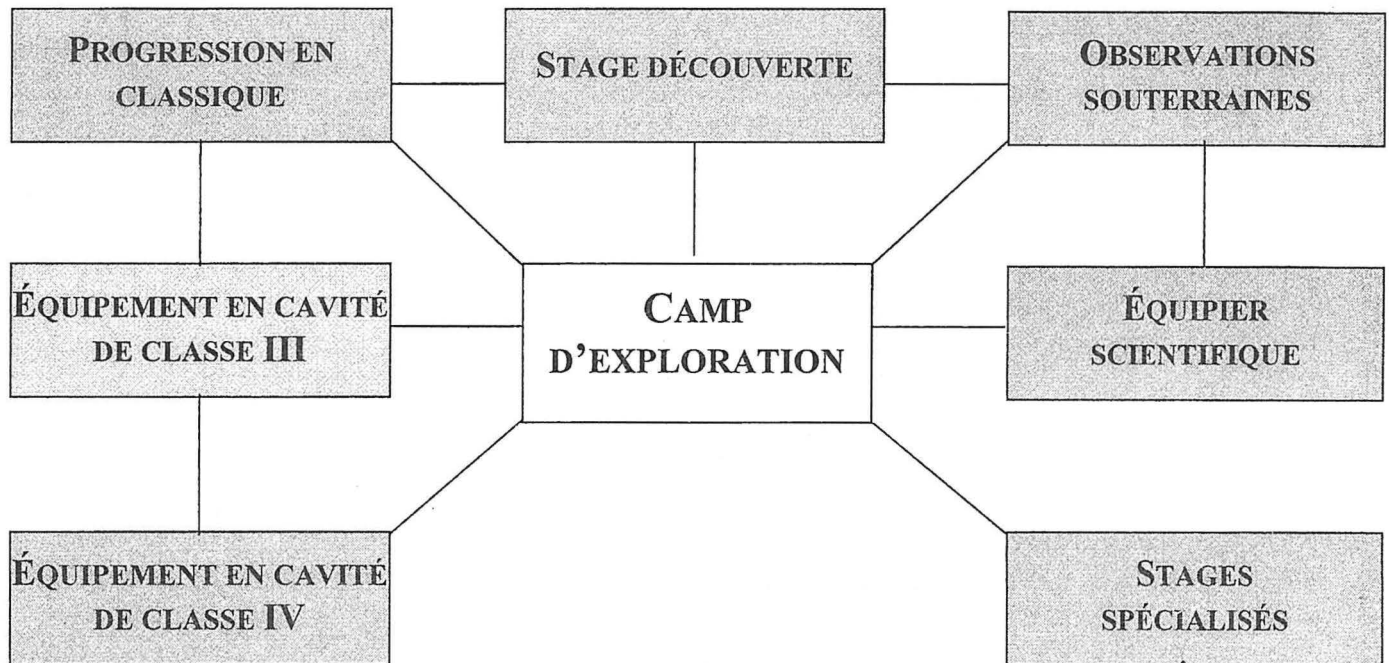 PROGRESSION EN
CLASSIQUE
STAGE DÉCOUVERTE
OBSERVATIONS
SOUTERRAINES
ÉQUIPEMENT EN CAVITÉ
DE CLASSE III
CAMP
D'EXPLORATION
ÉQUIPIER
SCIENTIFIQUE
ÉQUIPEMENT EN CAVITÉ
DE CLASSE IV
STAGES
SPÉCIALISÉS